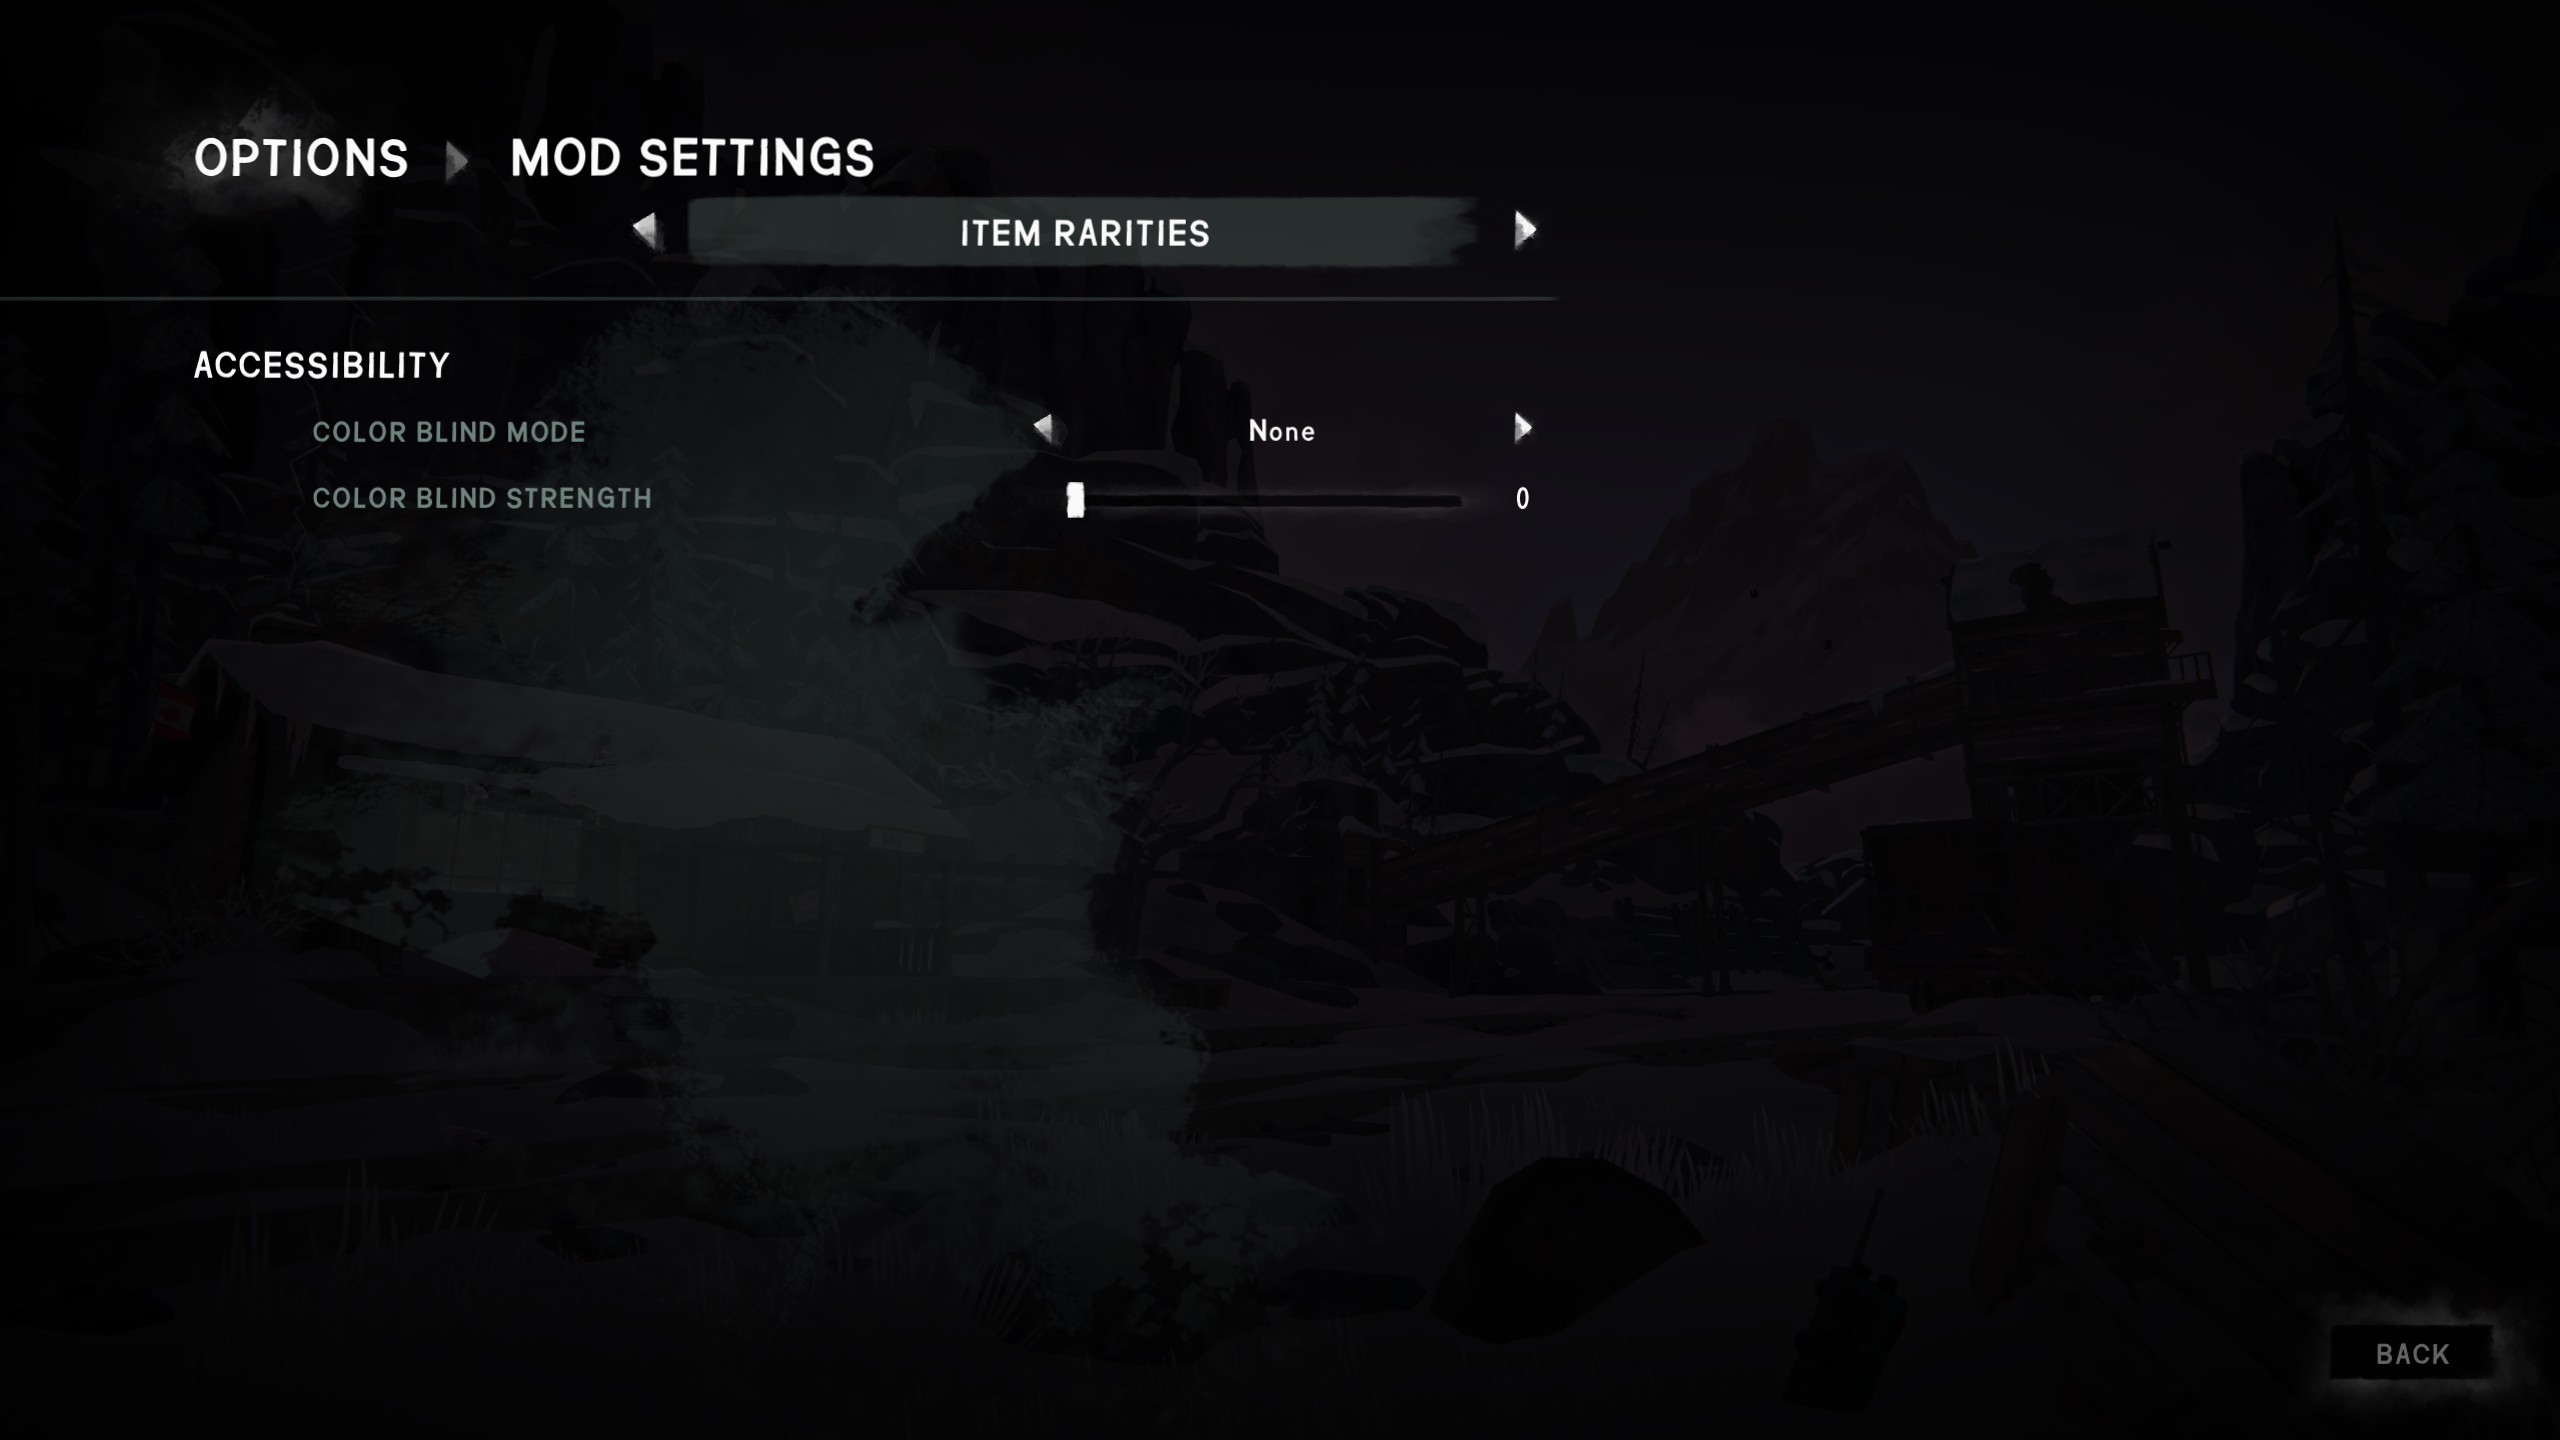 OPTIONS MOD SETTINGS
ITEM RARITIES
ACCESSIBILITY
COLOR BLIND MODE None
COLOR BLIND STRENGTH 0
BACK